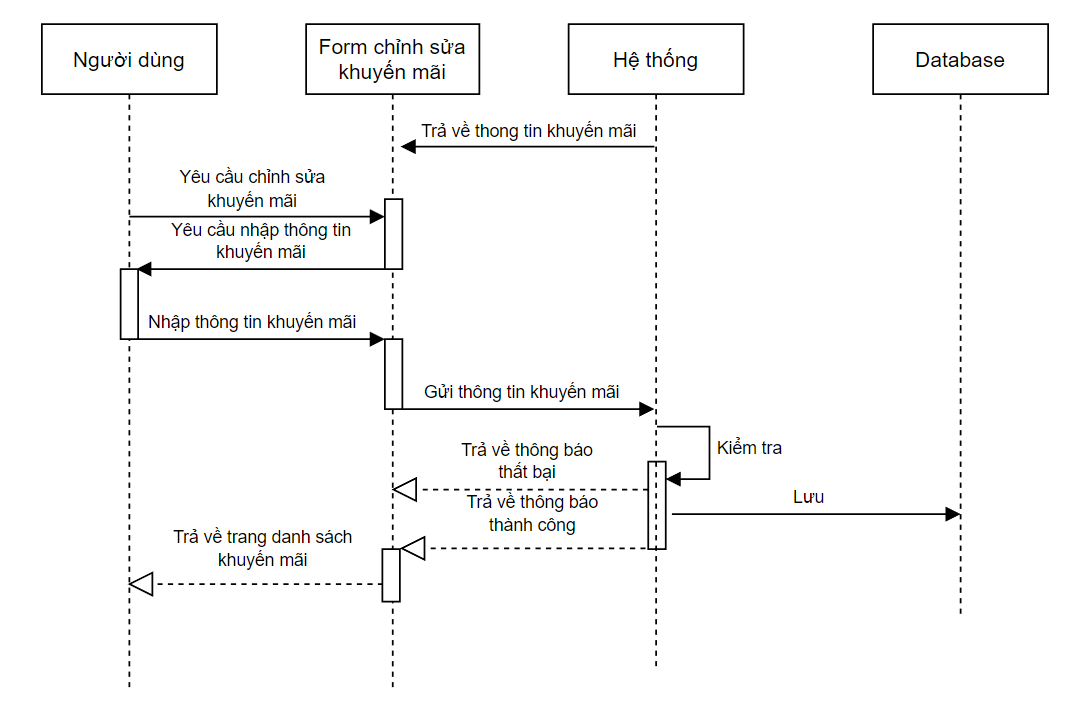 Người dùng
Form chỉnh sửa
khuyến mãi
Hệ thống
Database
Trả về thong tin khuyến mãi
Yêu cầu chỉnh sửa
khuyến mãi
Yêu cầu nhập thông tin
khuyến mãi
Nhập thông tin khuyến mãi
Gửi thông tin khuyến mãi
Kiểm tra
Trả về thông báo
thất bại
Lưu
Trả về thông báo
thành công
Trả về trang danh sách
khuyến mãi